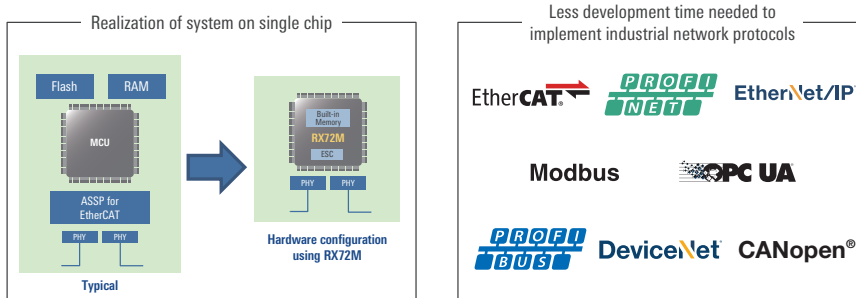 Realization of system on single chip
Flash
RAM
MCU
ASSP for
EtherCAT
PHY
PHY
Typical
Built-in
Memory
RX72M
ESC
PHY
PHY
Hardware configuration
using RX72M
Less development time needed to
implement industrial network protocols
EtherCAT®
PROFI
NET
EtherNet/IP™
Modbus
OPC UA®
PROFI
BUS
DeviceNet
CANopen®